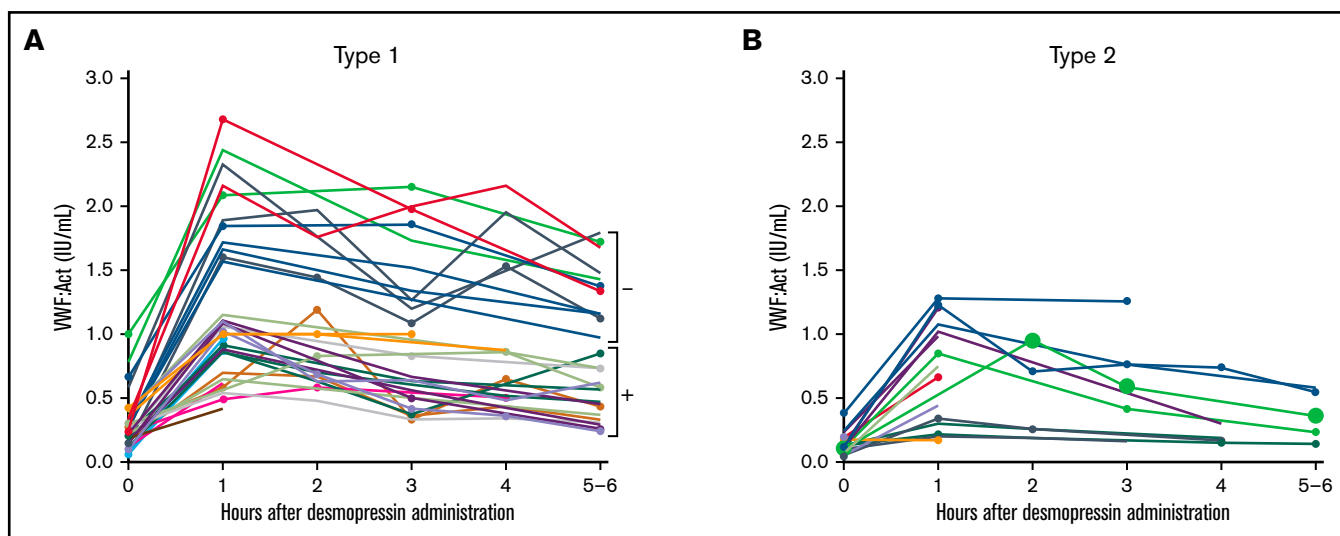 A
Type 1
3.0
2.5
2.0
1.5
1.0
0.5
0.0
VWF:Act (IU/mL)
0 1 2 3 4 5–6
Hours after desmopressin administration
–
+
B
Type 2
3.0
2.5
2.0
1.5
1.0
0.5
0.0
VWF:Act (IU/mL)
0 1 2 3 4 5–6
Hours after desmopressin administration